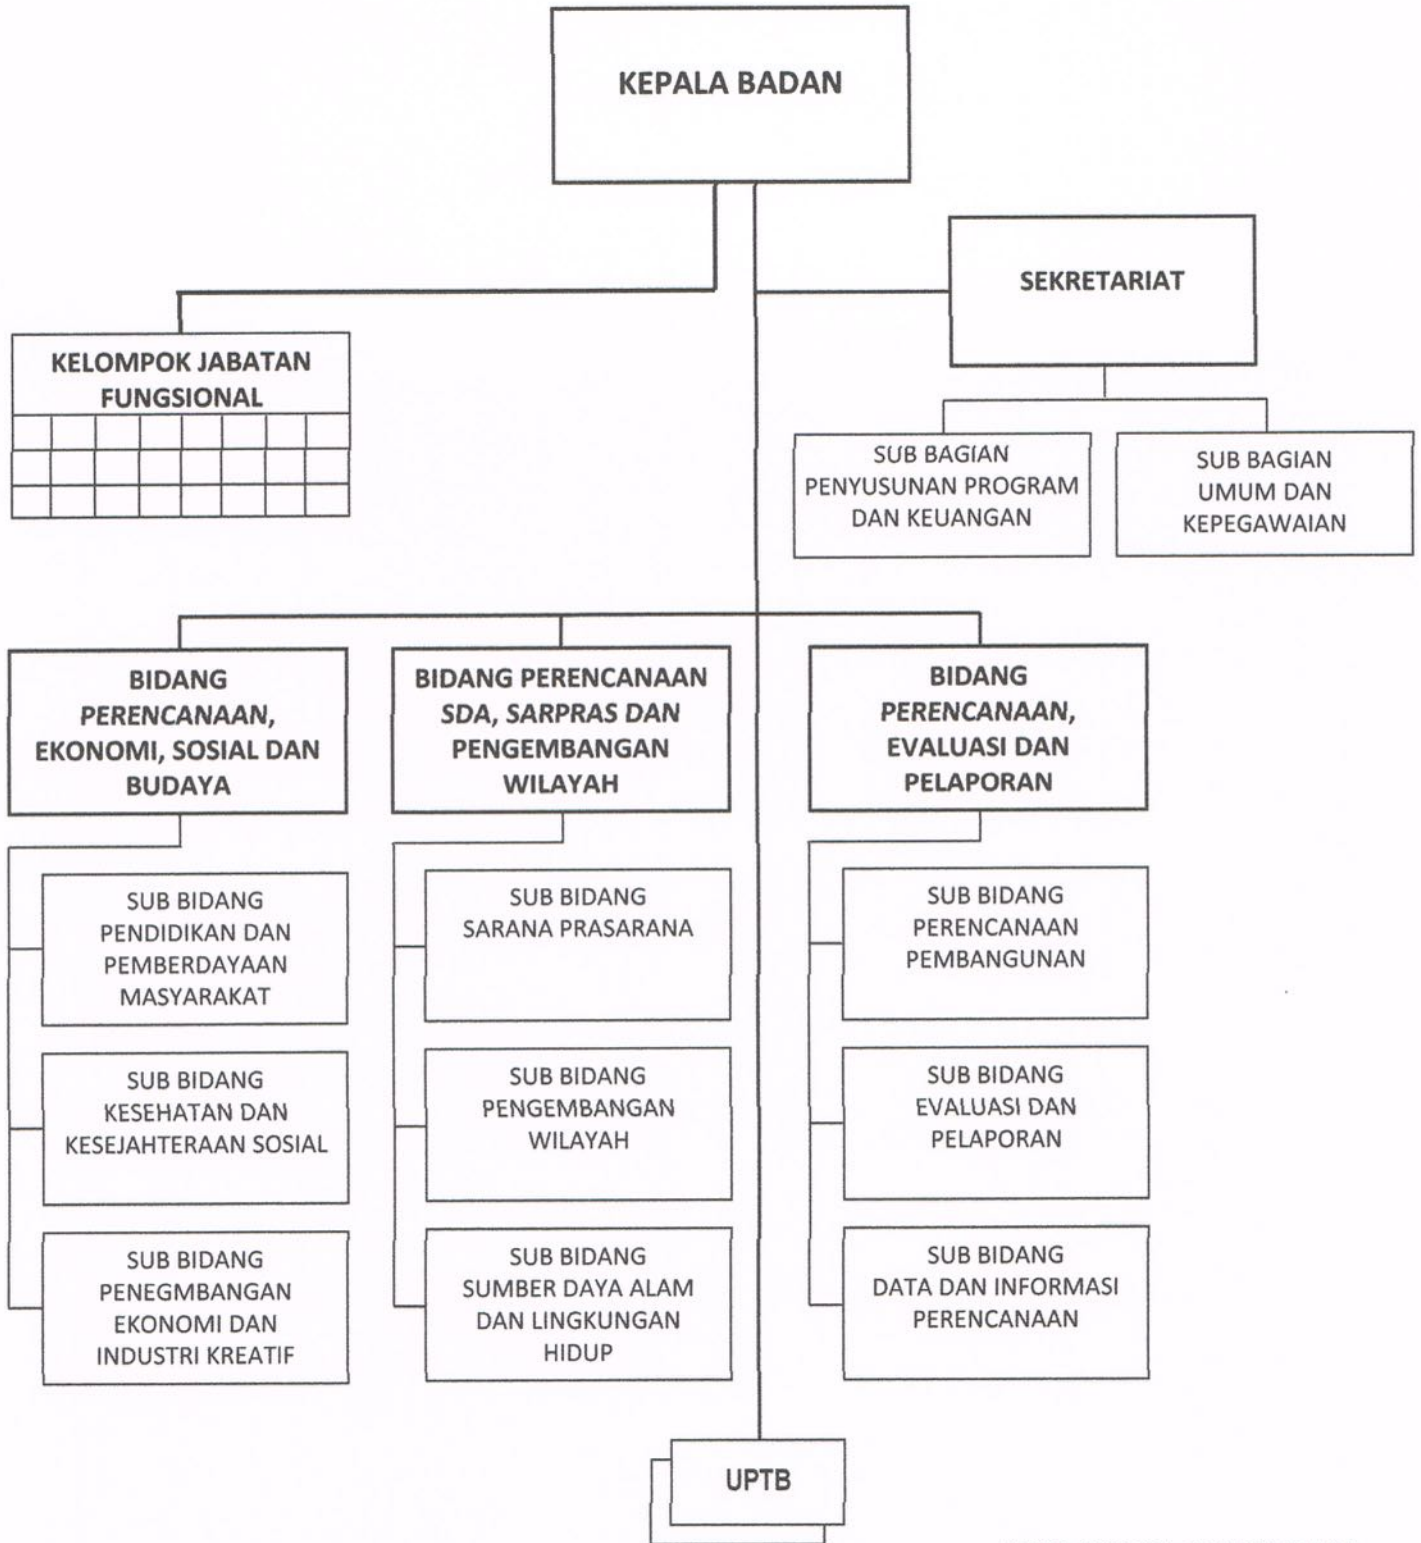 KEPALA BADAN
SEKRETARIAT
KELOMPOK JABATAN
FUNGSIONAL
SUB BAGIAN
PENYUSUNAN PROGRAM
DAN KEUANGAN
SUB BAGIAN
UMUM DAN
KEPEGAWAIAN
BIDANG
PERENCANAAN,
EKONOMI, SOSIAL DAN
BUDAYA
BIDANG PERENCANAAN
SDA, SARPRAS DAN
PENGEMBANGAN
WILAYAH
BIDANG
PERENCANAAN,
EVALUASI DAN
PELAPORAN
SUB BIDANG
PENDIDIKAN DAN
PEMBERDAYAAN
MASYARAKAT
SUB BIDANG
SARANA PRASARANA
SUB BIDANG
PERENCANAAN
PEMBANGUNAN
SUB BIDANG
KESEHATAN DAN
KESEJAHTERAAN SOSIAL
SUB BIDANG
PENGEMBANGAN
WILAYAH
SUB BIDANG
EVALUASI DAN
PELAPORAN
SUB BIDANG
PENEGMBANGAN
EKONOMI DAN
INDUSTRI KREATIF
SUB BIDANG
SUMBER DAYA ALAM
DAN LINGKUNGAN
HIDUP
SUB BIDANG
DATA DAN INFORMASI
PERENCANAAN
UPTB